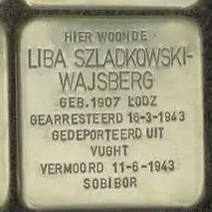 HIER WOONDE
LIBA SZLADKOWSKI-
WAJSBERG
GEB.1907 LODZ
GEARRESTEERD 16-3-1943
GEDEPORTEERD UIT
VUGHT
VERMOORD 11-6-1943
SOBIBOR